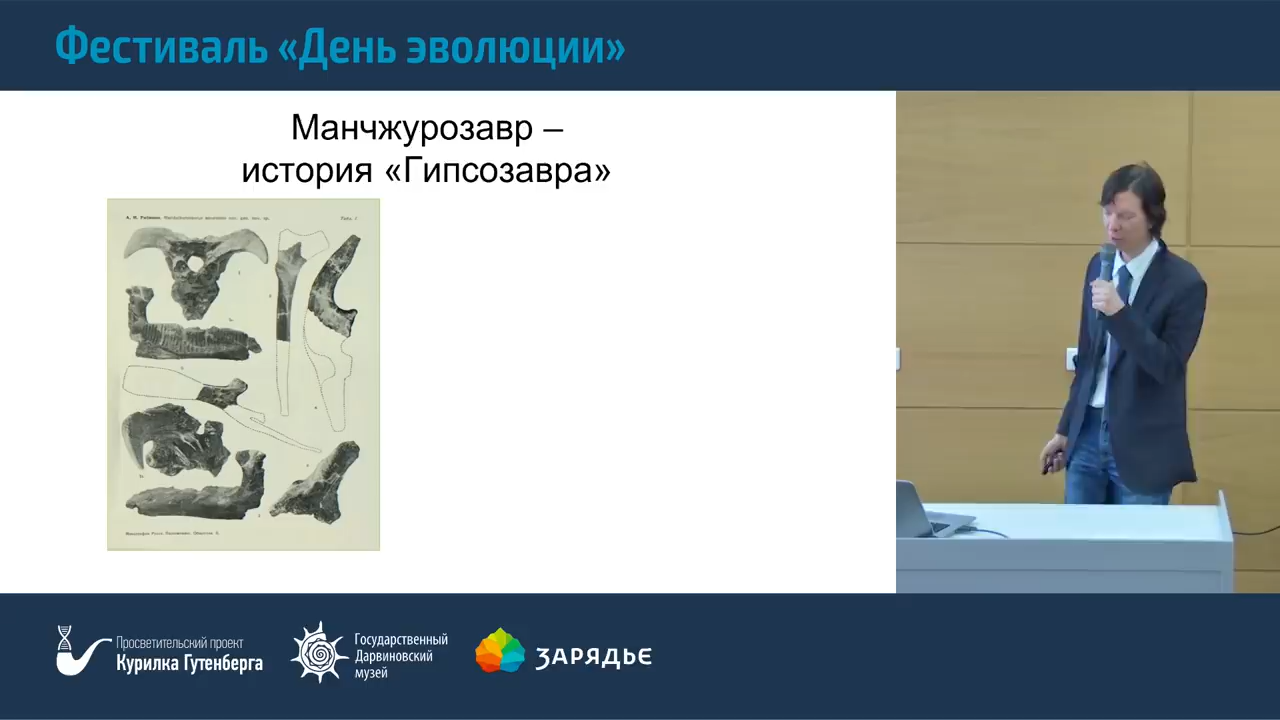 Фестиваль «День эволюции»
Манчжурозавр –
история «Гипсозавра»
Просветительский проект
Курилка Гутенберга
Государственный
Дарвиновский
музей
ЗАРЯДЬЕ